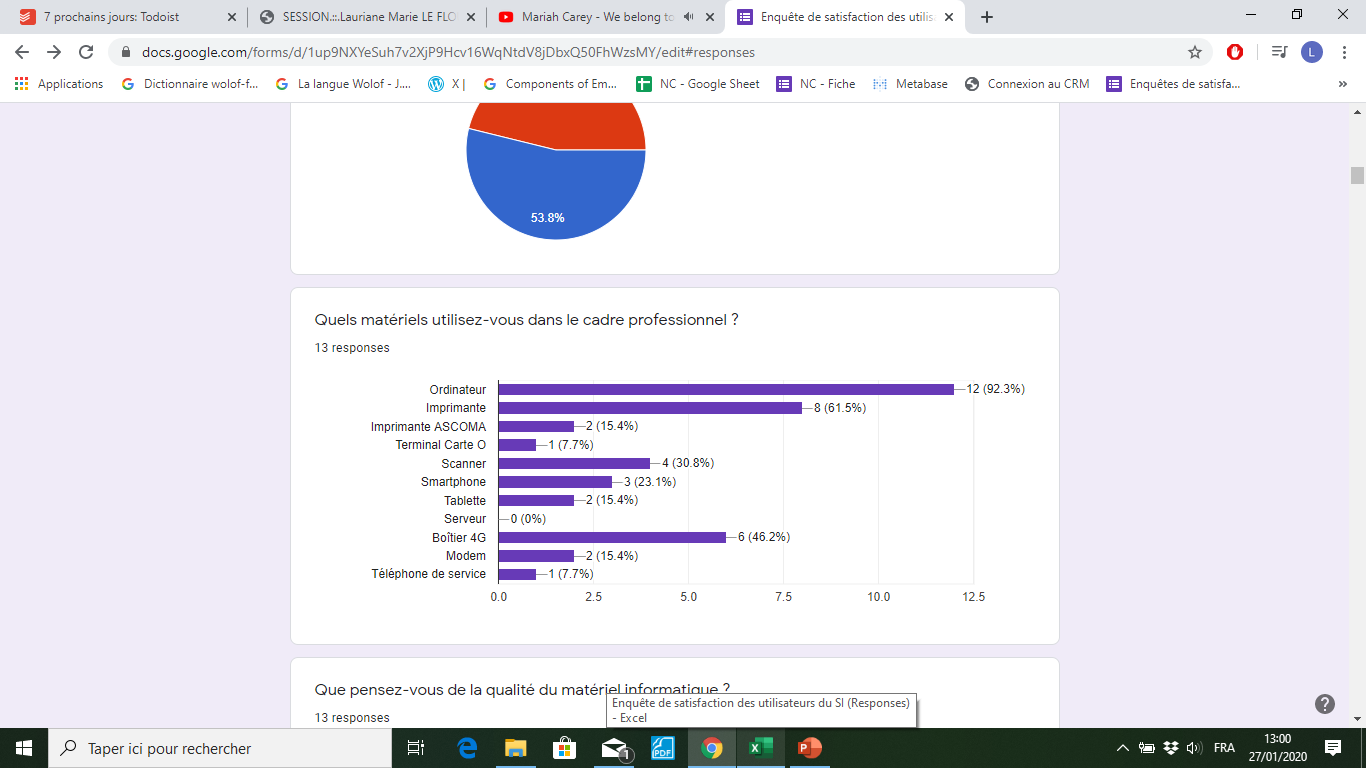 7 prochains jours: Todoist
SESSION.::.Lauriane Marie LE FLO
Mariah Carey - We belong to
Enquête de satisfaction des utilis
docs.google.com/forms/d/1up9NXYeSuh7v2XjP9Hcv16WqNtdV8jDbxQ50FhWzsMY/edit#responses
L
Applications
Dictionnaire wolof-f...
La langue Wolof - J....
X |
Components of Em...
NC - Google Sheet
NC - Fiche
Metabase
Connexion au CRM
Enquêtes de satisfa...
»
53.8%
Quels matériels utilisez-vous dans le cadre professionnel ?
13 responses
Ordinateur 12 (92.3%)
Imprimante 8 (61.5%)
Imprimante ASCOMA 2 (15.4%)
Terminal Carte O 1 (7.7%)
Scanner 4 (30.8%)
Smartphone 3 (23.1%)
Tablette 2 (15.4%)
Serveur 0 (0%)
Boîtier 4G 6 (46.2%)
Modem 2 (15.4%)
Téléphone de service 1 (7.7%)
0.0 2.5 5.0 7.5 10.0 12.5
Que pensez-vous de la qualité du matériel informatique ?
13 responses
Enquête de satisfaction des utilisateurs du SI (Responses)
- Excel
Taper ici pour rechercher
1
PDF
FRA
13:00
27/01/2020